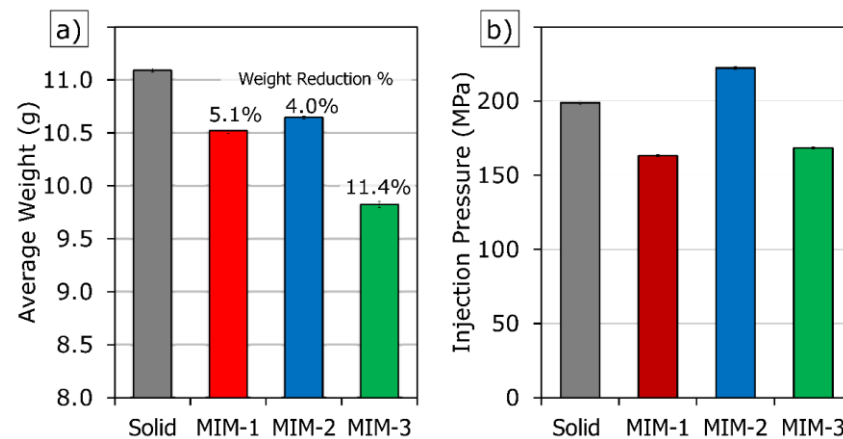 a)
Average Weight (g)
11.0
10.5
10.0
9.5
9.0
8.5
8.0
Weight Reduction %
5.1%
4.0%
11.4%
Solid MIM-1 MIM-2 MIM-3
b)
Injection Pressure (MPa)
200
150
100
50
0
Solid MIM-1 MIM-2 MIM-3